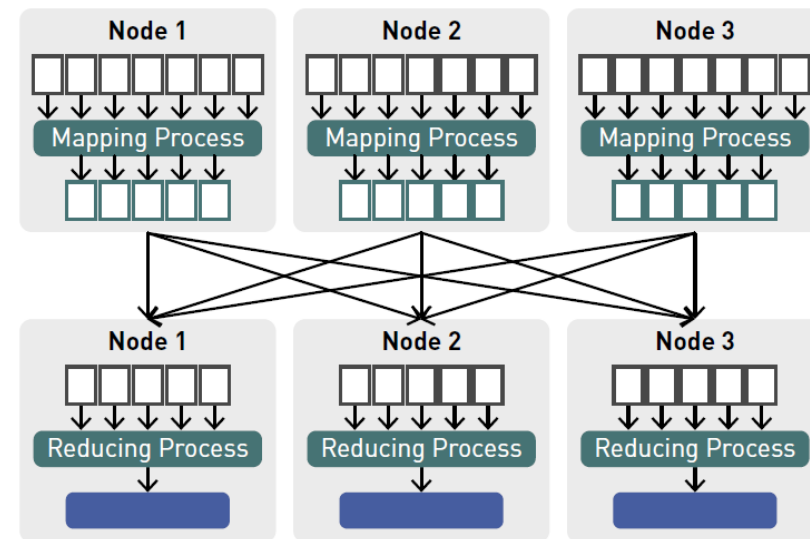 Node 1
Node 2
Node 3
Mapping Process
Mapping Process
Mapping Process
Node 1
Node 2
Node 3
Reducing Process
Reducing Process
Reducing Process